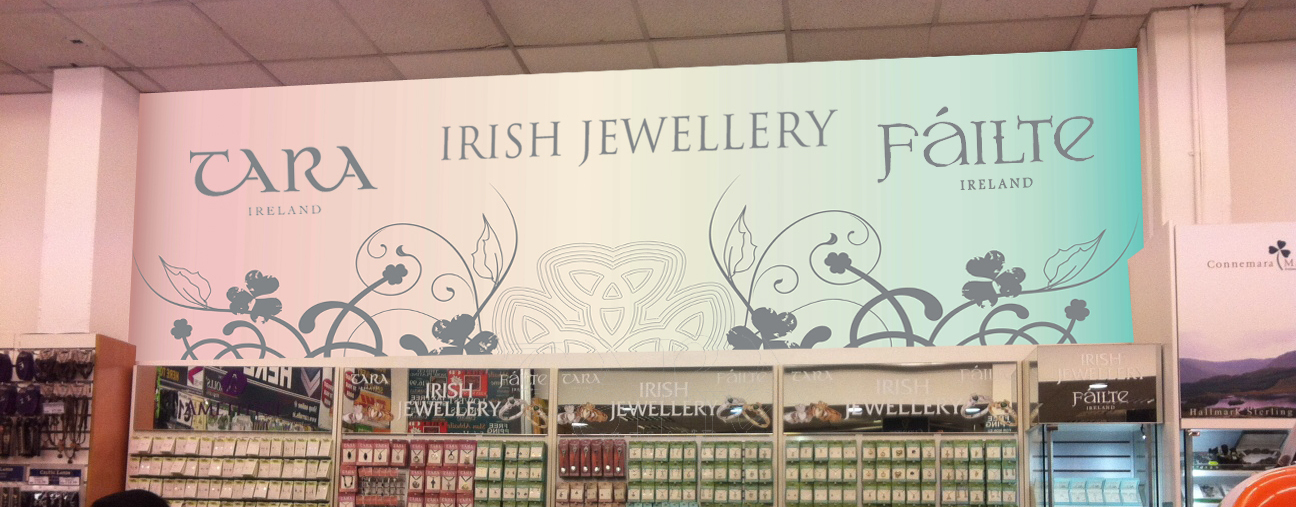 TARA
IRELAND
IRISH JEWELLERY
FÁILTE
IRELAND
Connemara
Hallmark Sterling
TARA
IRISH
JEWELLERY
FÁILTE
TARA
IRISH
JEWELLERY
FÁILTE
TARA
IRISH
JEWELLERY
FÁILTE
IRISH
JEWELLERY
FÁILTE
IRELAND